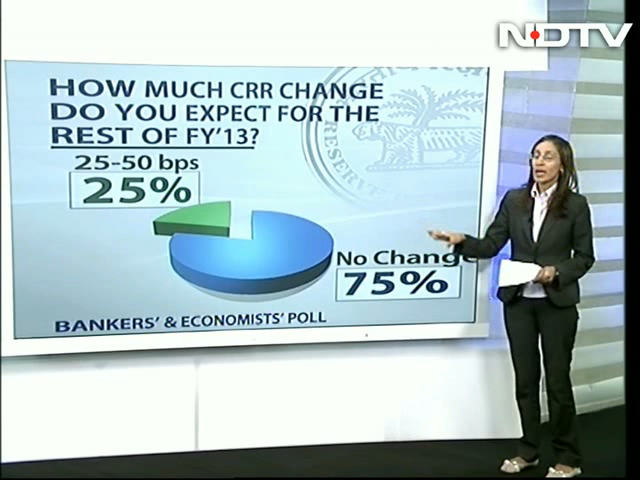 NDTV
HOW MUCH CRR CHANGE
DO YOU EXPECT FOR THE
REST OF FY'13?
25-50 bps
25%
No Change
75%
BANKERS' & ECONOMISTS' POLL
RESERVE